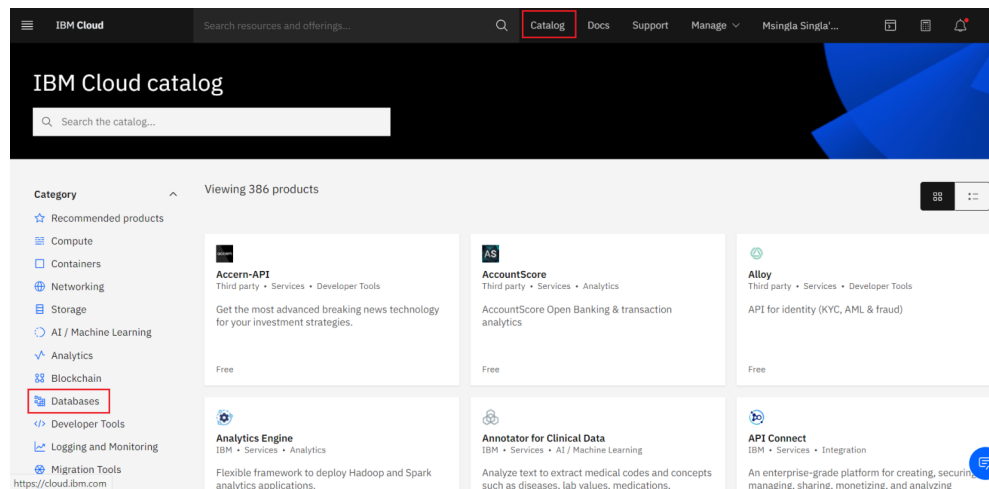 IBM Cloud
Search resources and offerings...
Catalog
Docs
Support
Manage
Msingla Singla'...
IBM Cloud catalog
Search the catalog...
Category
Recommended products
Compute
Containers
Networking
Storage
AI / Machine Learning
Analytics
Blockchain
Databases
Developer Tools
Logging and Monitoring
Migration Tools
https://cloud.ibm.com
Viewing 386 products
Accern-API
Third party • Services • Developer Tools
Get the most advanced breaking news technology
for your investment strategies.
Free
AS
AccountScore
Third party • Services • Analytics
AccountScore Open Banking & transaction
analytics
Free
Alloy
Third party • Services • Developer Tools
API for identity (KYC, AML & fraud)
Free
Analytics Engine
IBM • Services • Analytics
Flexible framework to deploy Hadoop and Spark
analytics applications.
Annotator for Clinical Data
IBM • Services • AI / Machine Learning
Analyze text to extract medical codes and concepts
such as diseases, lab values, medications,
API Connect
IBM • Services • Integration
An enterprise-grade platform for creating, securing,
managing, sharing, monetizing, and analyzing